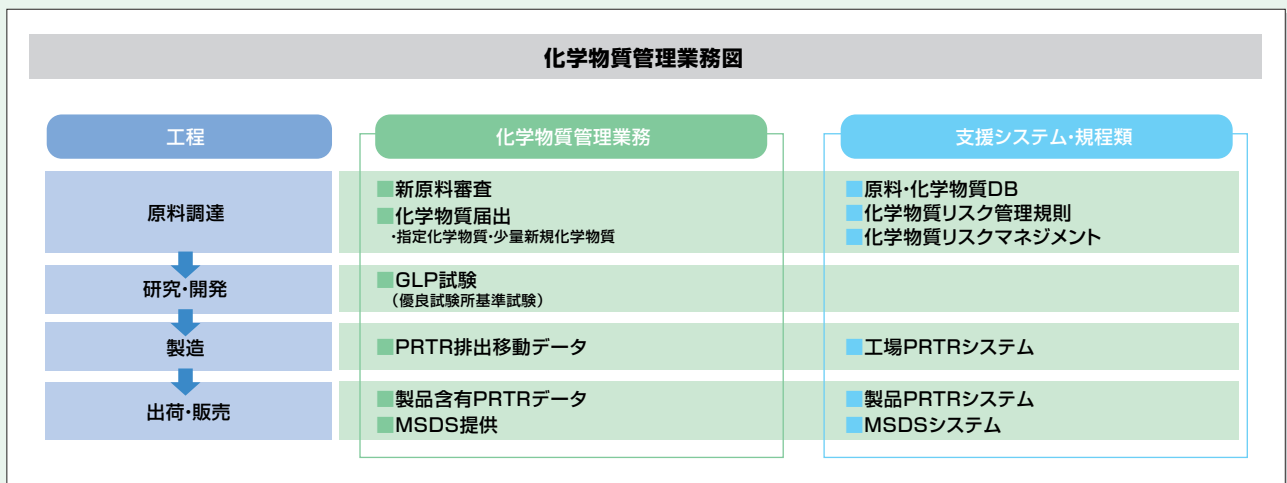 化学物質管理業務図
工程
化学物質管理業務
支援システム・規程類
原料調達
■新原料審査
■化学物質届出
・指定化学物質・少量新規化学物質
■原料・化学物質DB
■化学物質リスク管理規則
■化学物質リスクマネジメント
研究・開発
■GLP試験
（優良試験所基準試験）
製造
■PRTR排出移動データ
■工場PRTRシステム
出荷・販売
■製品含有PRTRデータ
■MSDS提供
■製品PRTRシステム
■MSDSシステム